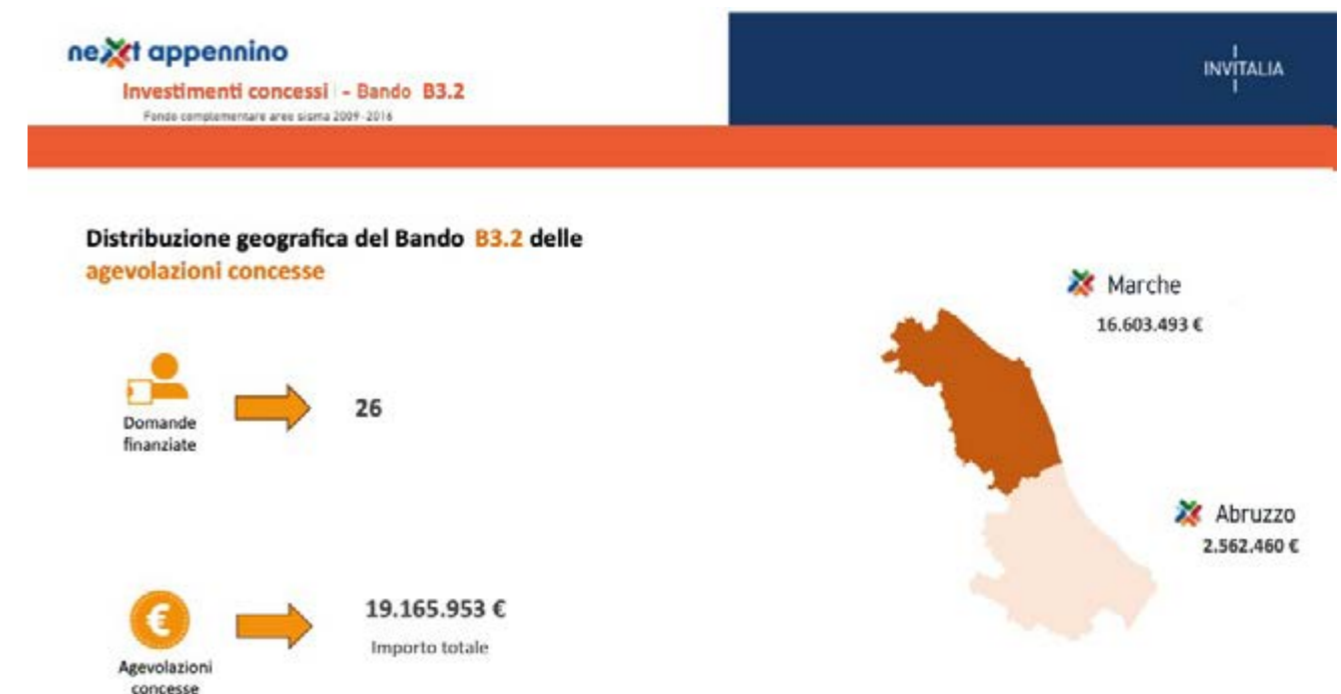 next appennino
Investimenti concessi - Bando B3.2
Fondo complementare aree sisma 2009-2016
INVITALIA
Distribuzione geografica del Bando B3.2 delle
agevolazioni concesse
Marche
16.603.493 €
Domande
finanziate
26
Abruzzo
2.562.460 €
19.165.953 €
Importo totale
€
Agevolazioni
concesse